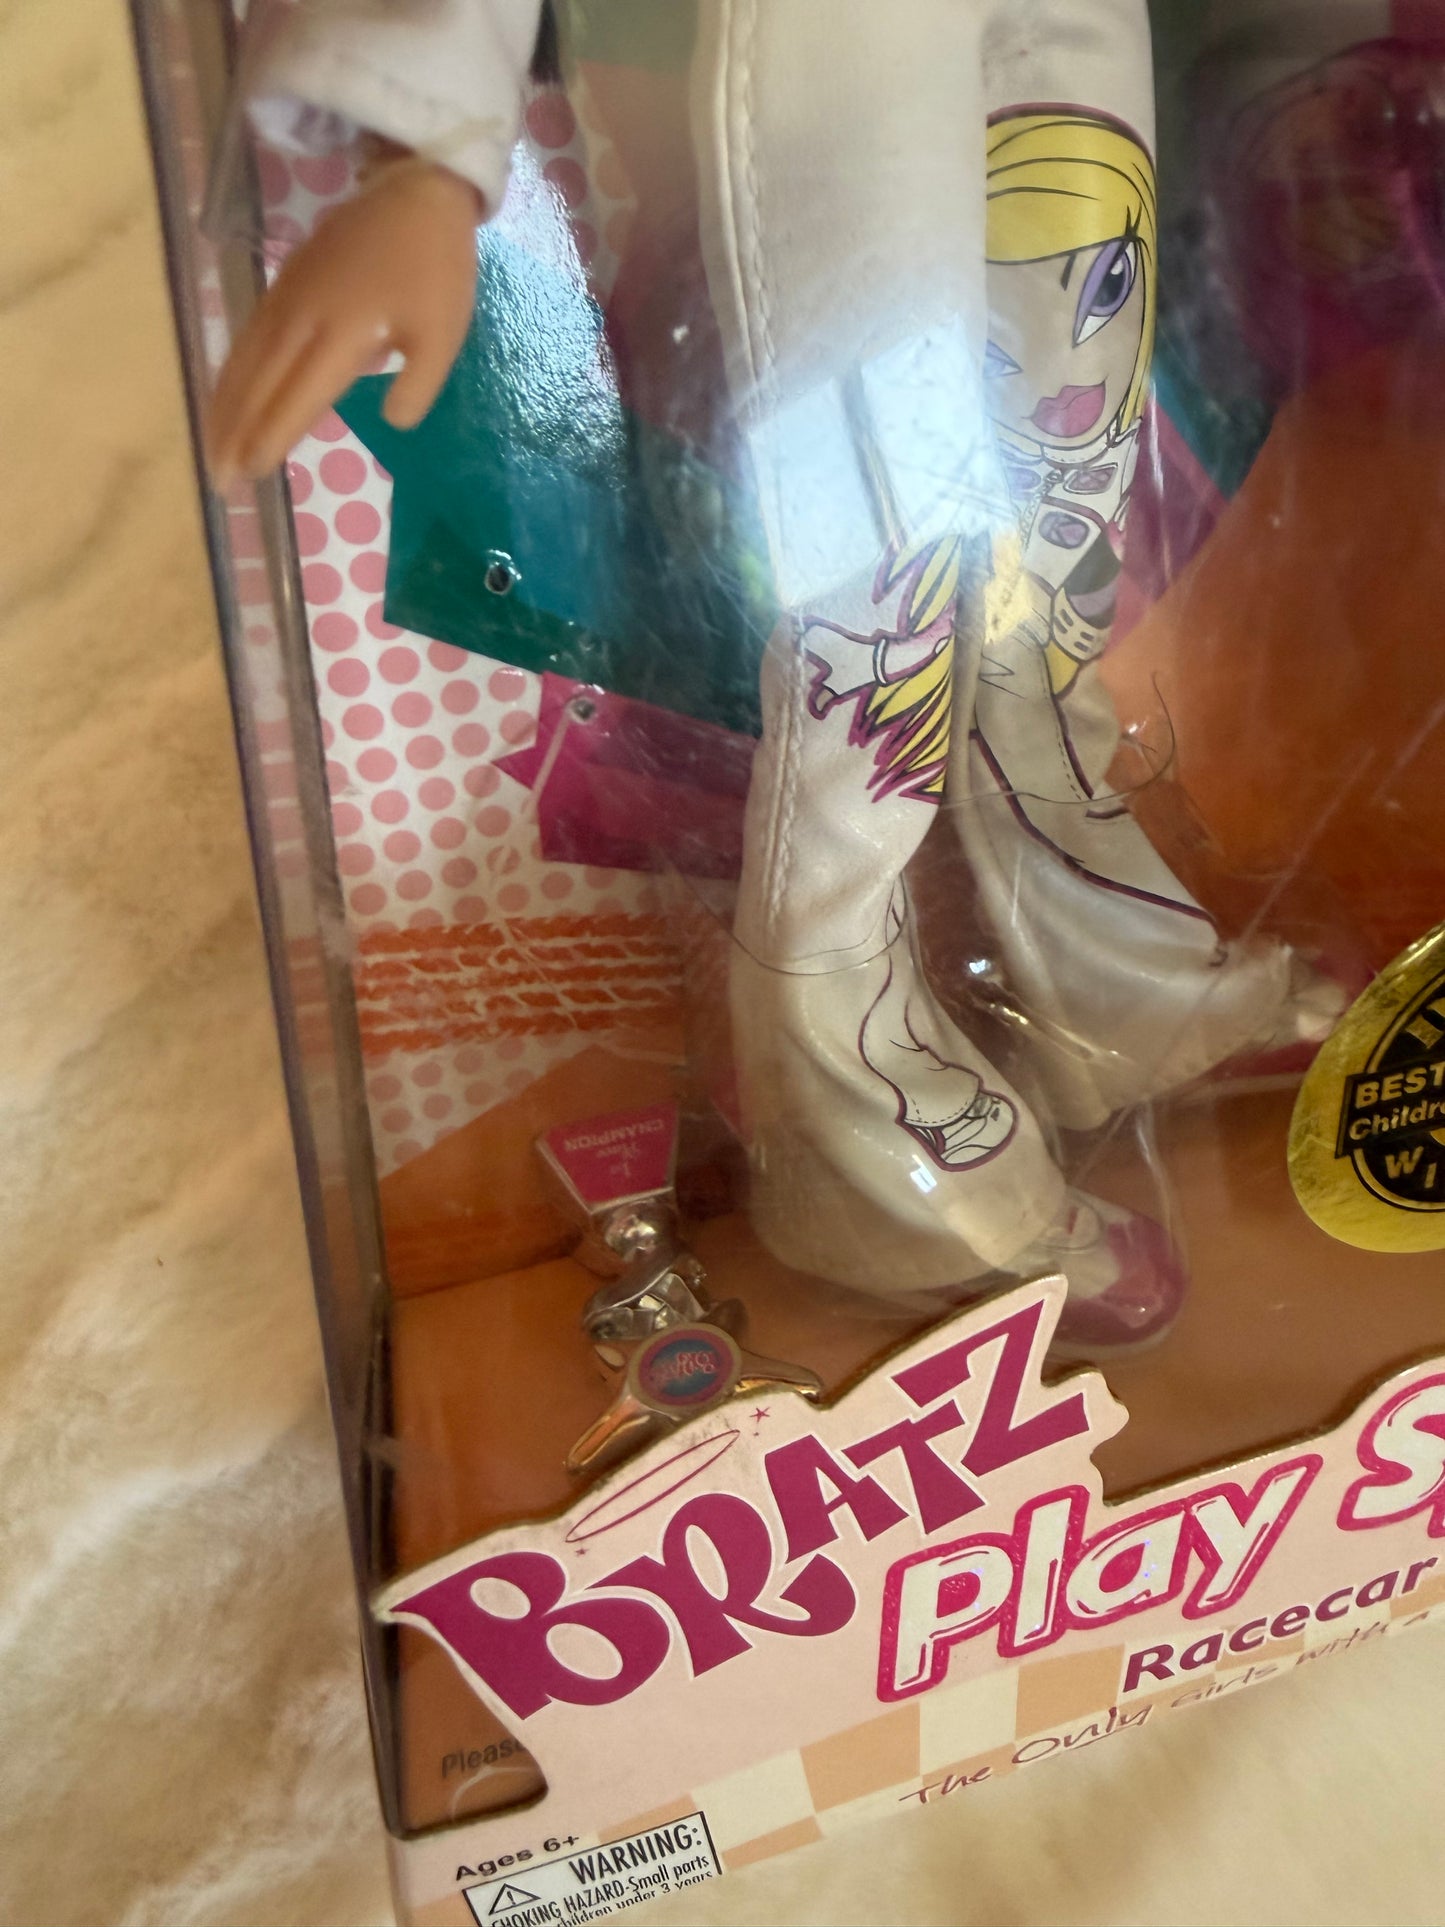 1st
Place
CHAMPION
BEST
WI
BRATZ
Play S
Racecar
The Only Girls with a
Please
Ages 6+
WARNING:
CHOKING HAZARD-Small parts
children under 3 years